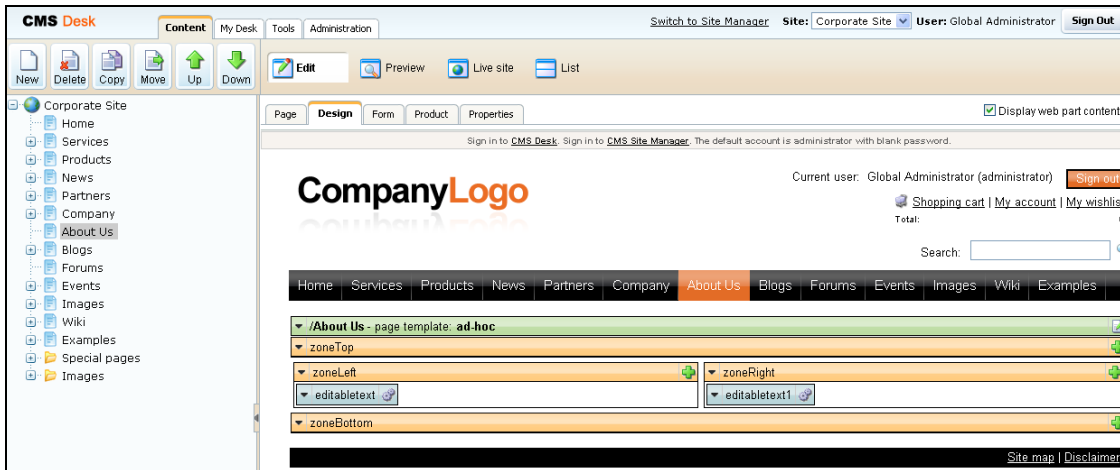 CMS Desk Content My Desk Tools Administration Switch to Site Manager Site: Corporate Site User: Global Administrator Sign Out
New Delete Copy Move Up Down Edit Preview Live site List
Corporate Site
Home
Services
Products
News
Partners
Company
About Us
Blogs
Forums
Events
Images
Wiki
Examples
Special pages
Images
Page Design Form Product Properties Display web part content
Sign in to CMS Desk. Sign in to CMS Site Manager. The default account is administrator with blank password.
CompanyLogo
Current user: Global Administrator (administrator) Sign out
Shopping cart | My account | My wishlis
Total:
Search:
Home Services Products News Partners Company About Us Blogs Forums Events Images Wiki Examples
/About Us - page template: ad-hoc
zoneTop
zoneLeft zoneRight
editabletext editabletext1
zoneBottom
Site map | Disclaimer